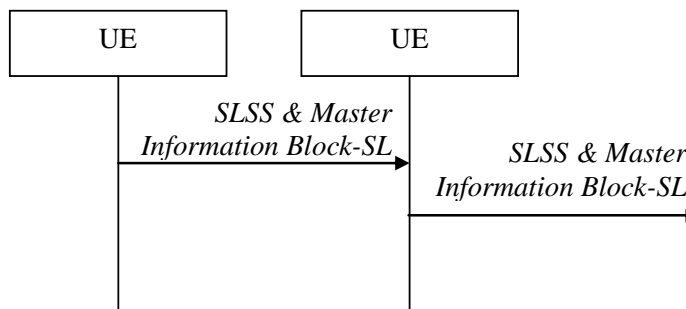 UE
UE
SLSS & Master
Information Block-SL
SLSS & Master
Information Block-SL